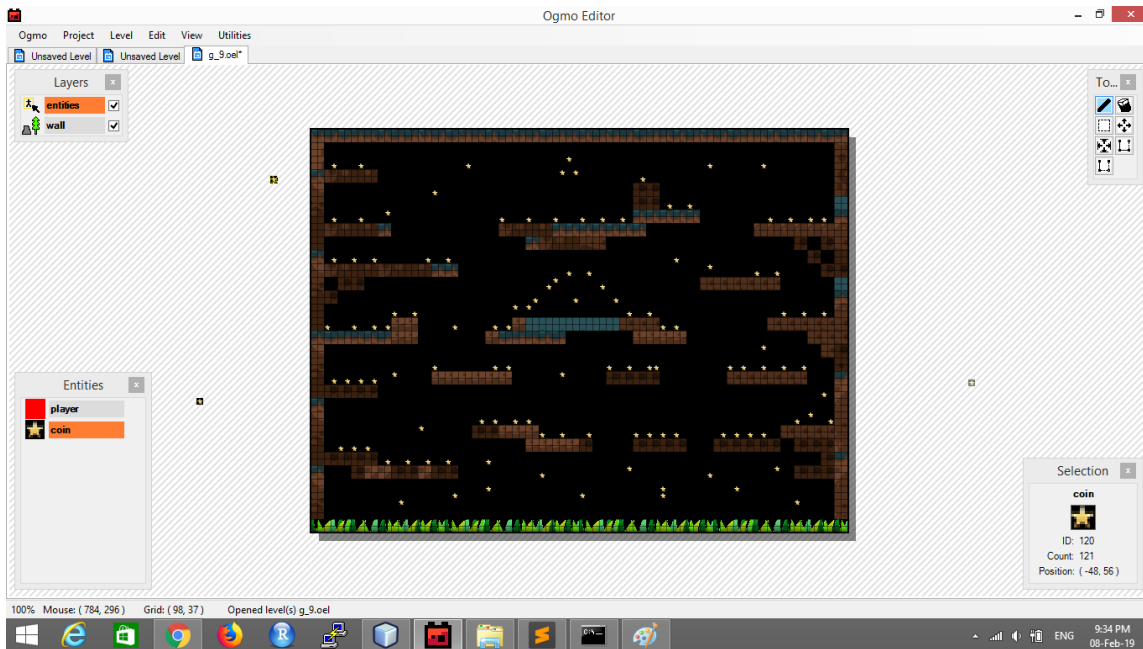 Ogmo Editor
Ogmo Project Level Edit View Utilities
Unsaved Level Unsaved Level g_9.oel*
Layers x
entities
wall
To... x
Entities x
player
coin
Selection x
coin
ID: 120
Count: 121
Position: ( -48, 56 )
100% Mouse: ( 784, 296 ) Grid: ( 98, 37 ) Opened level(s) g_9.oel
ENG
9:34 PM
08-Feb-19